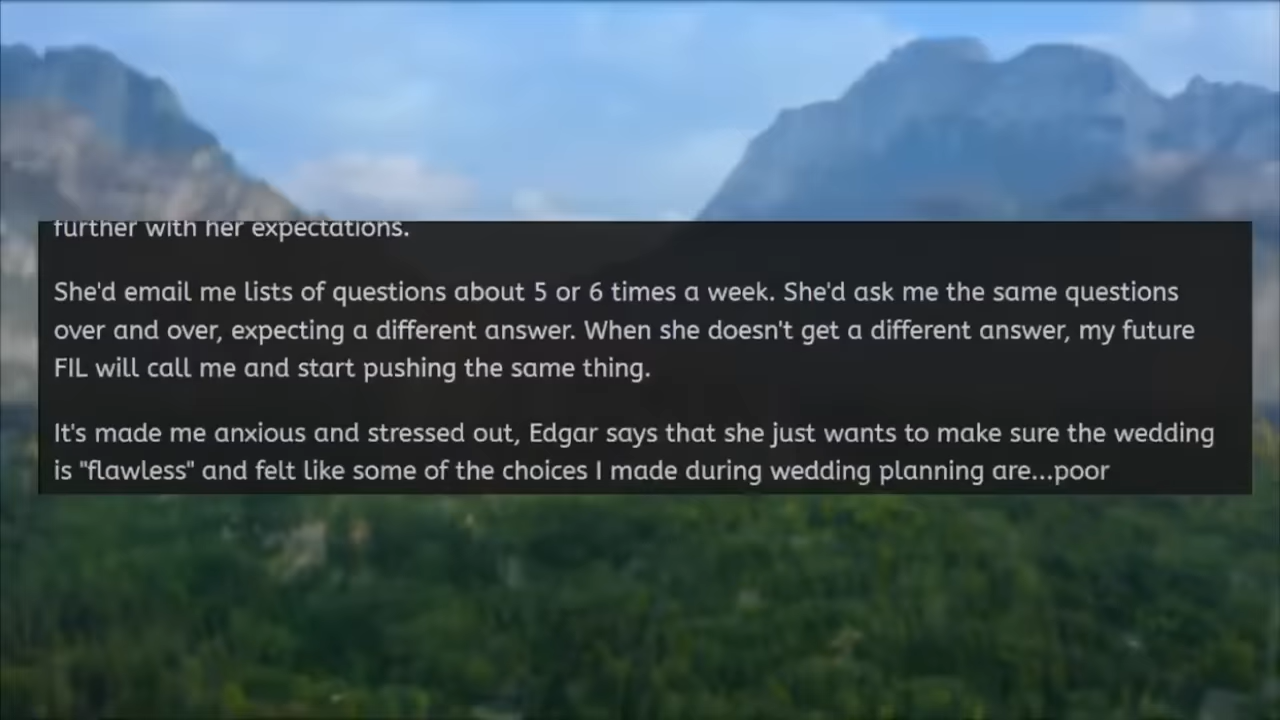 further with her expectations.
She'd email me lists of questions about 5 or 6 times a week. She'd ask me the same questions
over and over, expecting a different answer. When she doesn't get a different answer, my future
FIL will call me and start pushing the same thing.
It's made me anxious and stressed out, Edgar says that she just wants to make sure the wedding
is "flawless" and felt like some of the choices I made during wedding planning are...poor